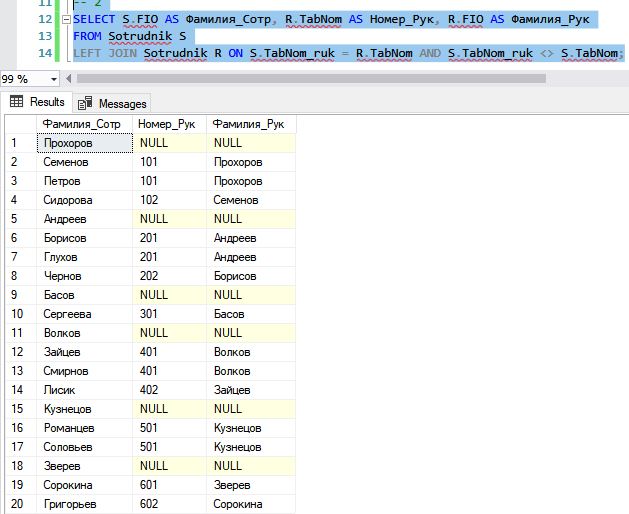 11 -- 2
12 SELECT S.FIO AS Фамилия_Сотр, R.TabNom AS Номер_Рук, R.FIO AS Фамилия_Рук
13 FROM Sotrudnik S
14 LEFT JOIN Sotrudnik R ON S.TabNom_ruk = R.TabNom AND S.TabNom_ruk <> S.TabNom;
99 %
Results Messages
Фамилия_Сотр Номер_Рук Фамилия_Рук
1 Прохоров NULL NULL
2 Семенов 101 Прохоров
3 Петров 101 Прохоров
4 Сидорова 102 Семенов
5 Андреев NULL NULL
6 Борисов 201 Андреев
7 Глухов 201 Андреев
8 Чернов 202 Борисов
9 Басов NULL NULL
10 Сергеева 301 Басов
11 Волков NULL NULL
12 Зайцев 401 Волков
13 Смирнов 401 Волков
14 Лисик 402 Зайцев
15 Кузнецов NULL NULL
16 Романцев 501 Кузнецов
17 Соловьев 501 Кузнецов
18 Зверев NULL NULL
19 Сорокина 601 Зверев
20 Григорьев 602 Сорокина